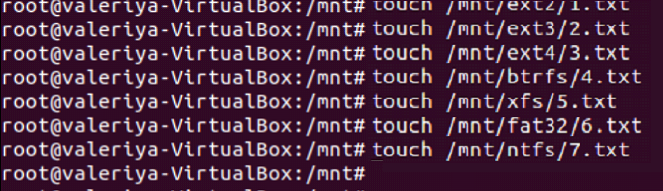 root@valeriya-VirtualBox:/mnt# touch /mnt/ext2/1.txt
root@valeriya-VirtualBox:/mnt# touch /mnt/ext3/2.txt
root@valeriya-VirtualBox:/mnt# touch /mnt/ext4/3.txt
root@valeriya-VirtualBox:/mnt# touch /mnt/btrfs/4.txt
root@valeriya-VirtualBox:/mnt# touch /mnt/xfs/5.txt
root@valeriya-VirtualBox:/mnt# touch /mnt/fat32/6.txt
root@valeriya-VirtualBox:/mnt# touch /mnt/ntfs/7.txt
root@valeriya-VirtualBox:/mnt#